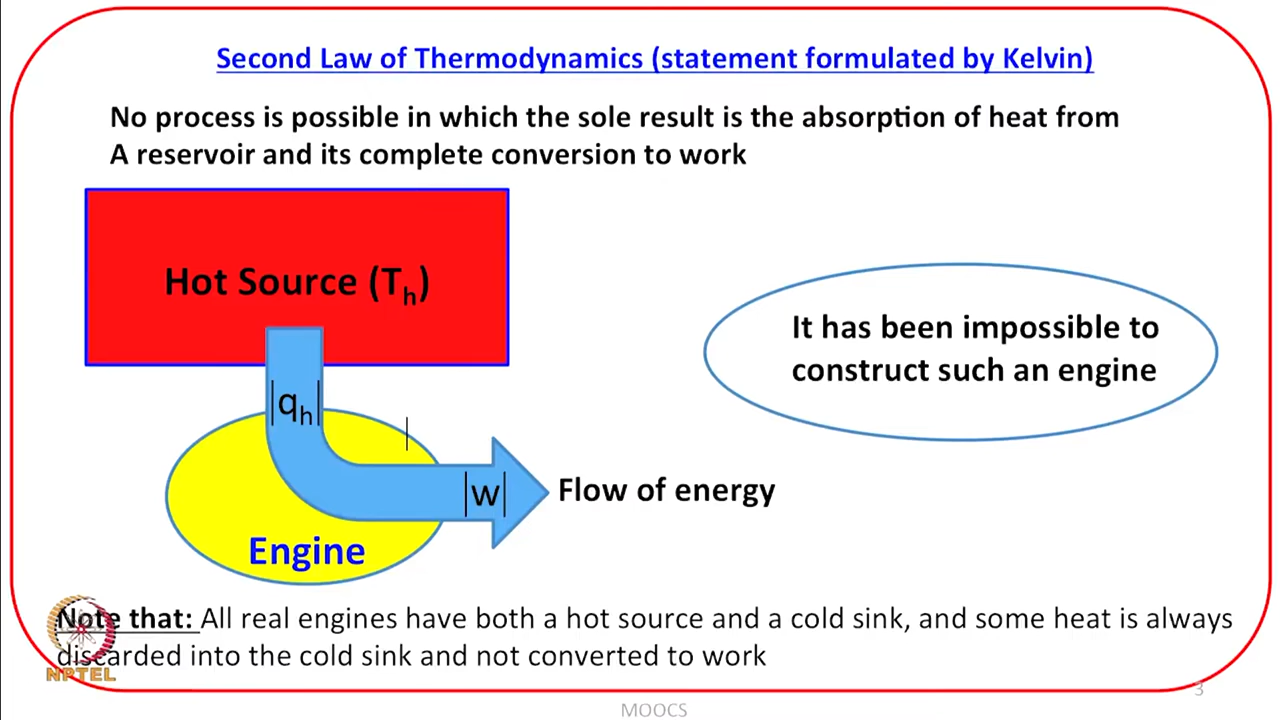 Second Law of Thermodynamics (statement formulated by Kelvin)
No process is possible in which the sole result is the absorption of heat from
A reservoir and its complete conversion to work
Hot Source (Tₕ)
It has been impossible to
construct such an engine
|qₕ|
|w|
Flow of energy
Engine
Note that: All real engines have both a hot source and a cold sink, and some heat is always
discarded into the cold sink and not converted to work
NPTEL
3
MOOCS